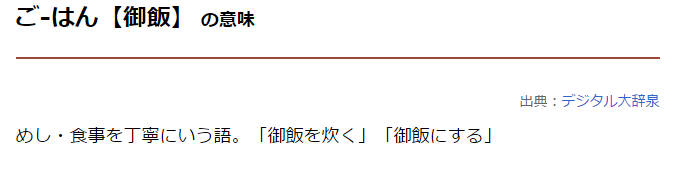 ご‐はん【御飯】 の意味
出典：デジタル大辞泉
めし・食事を丁寧にいう語。「御飯を炊く」「御飯にする」